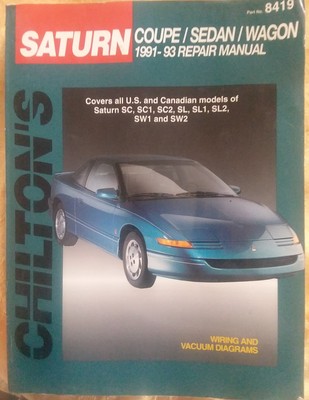 Part No. 8419
SATURN
COUPE / SEDAN / WAGON
1991-93 REPAIR MANUAL
Covers all U.S. and Canadian models of
Saturn SC, SC1, SC2, SL, SL1, SL2,
SW1 and SW2
CHILTON'S
WIRING AND
VACUUM DIAGRAMS